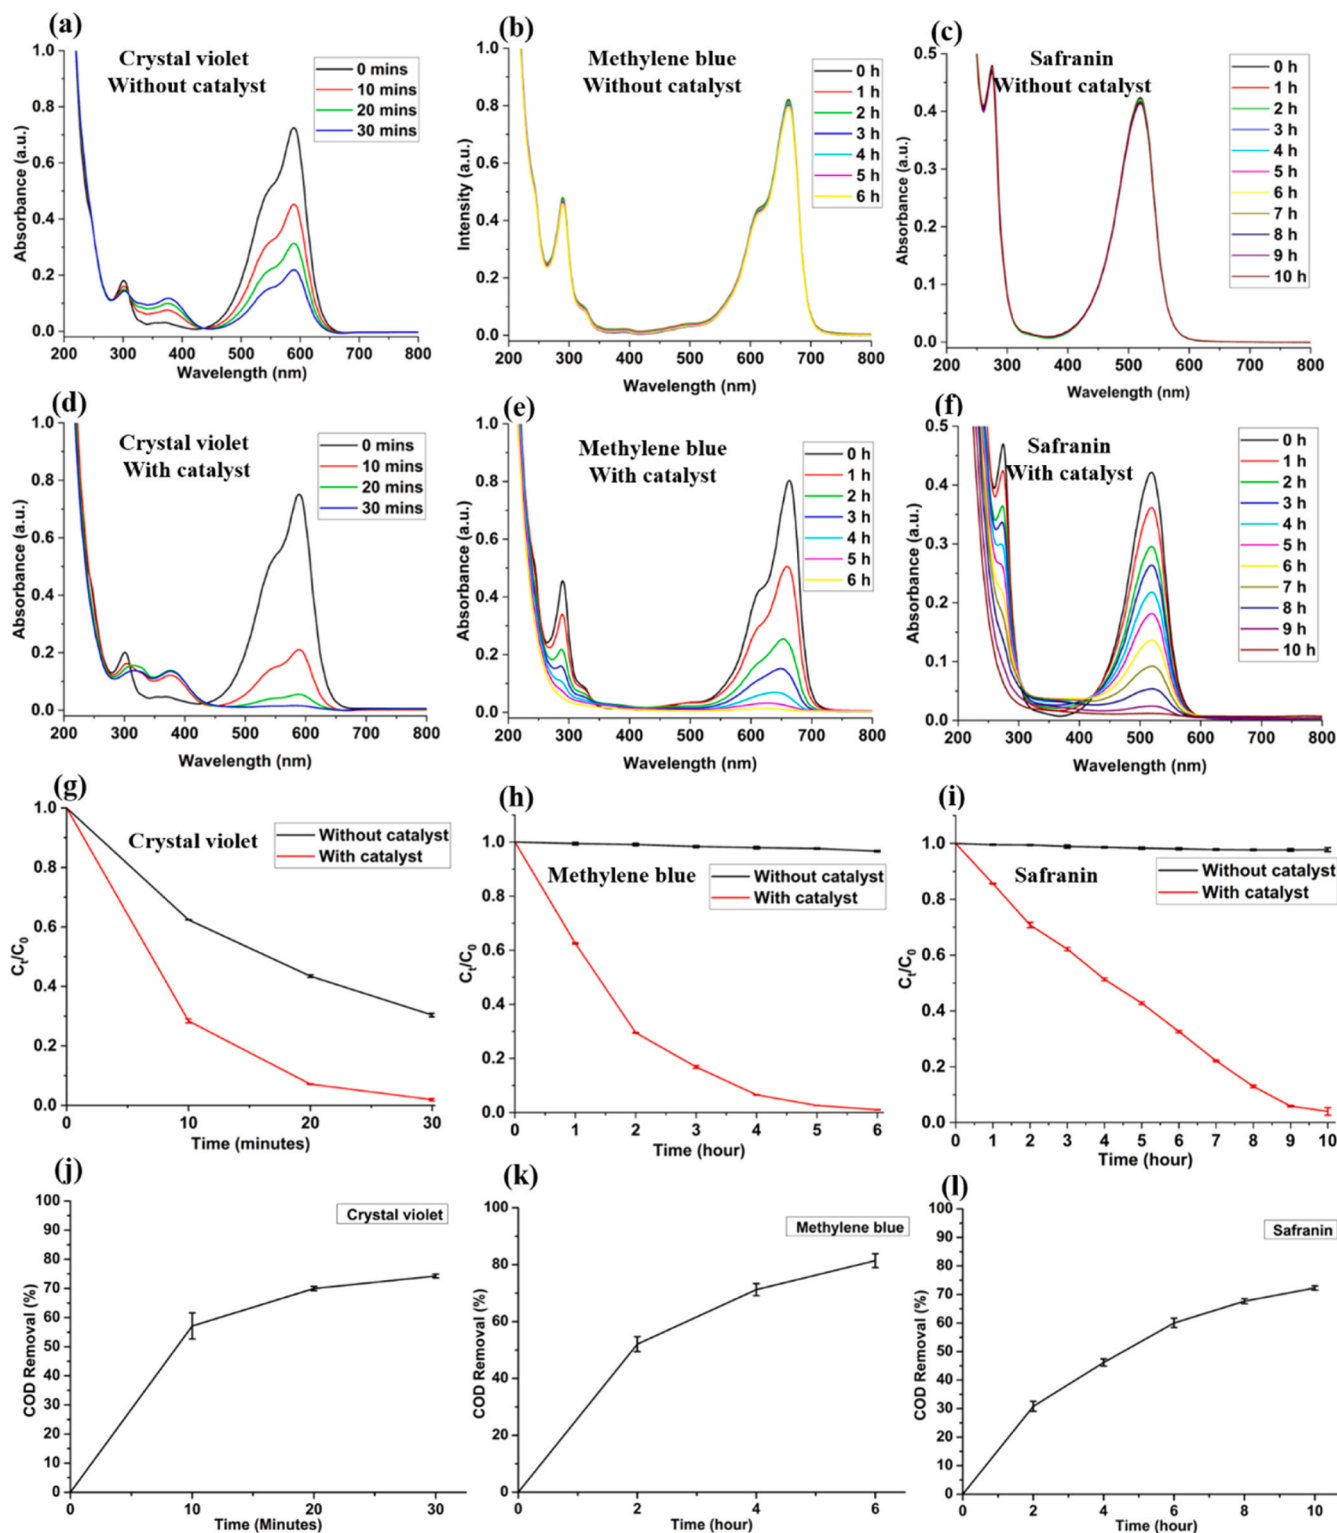 (a)
Crystal violet
Without catalyst
0 mins
10 mins
20 mins
30 mins
1.0
0.8
0.6
0.4
0.2
0.0
Absorbance (a.u.)
200 300 400 500 600 700 800
Wavelength (nm)
(b)
Methylene blue
Without catalyst
0 h
1 h
2 h
3 h
4 h
5 h
6 h
1.0
0.8
0.6
0.4
0.2
0.0
Intensity (a.u.)
200 300 400 500 600 700 800
Wavelength (nm)
(c)
Safranin
Without catalyst
0 h
1 h
2 h
3 h
4 h
5 h
6 h
7 h
8 h
9 h
10 h
0.5
0.4
0.3
0.2
0.1
0.0
Absorbance (a.u.)
200 300 400 500 600 700 800
Wavelength (nm)
(d)
Crystal violet
With catalyst
0 mins
10 mins
20 mins
30 mins
1.0
0.8
0.6
0.4
0.2
0.0
Absorbance (a.u.)
200 300 400 500 600 700 800
Wavelength (nm)
(e)
Methylene blue
With catalyst
0 h
1 h
2 h
3 h
4 h
5 h
6 h
1.0
0.8
0.6
0.4
0.2
0.0
Absorbance (a.u.)
200 300 400 500 600 700 800
Wavelength (nm)
(f)
Safranin
With catalyst
0 h
1 h
2 h
3 h
4 h
5 h
6 h
7 h
8 h
9 h
10 h
0.5
0.4
0.3
0.2
0.1
0.0
Absorbance (a.u.)
200 300 400 500 600 700 800
Wavelength (nm)
(g)
Crystal violet
Without catalyst
With catalyst
1.0
0.8
0.6
0.4
0.2
0.0
Ct/C0
0 10 20 30
Time (minutes)
(h)
Methylene blue
Without catalyst
With catalyst
1.0
0.8
0.6
0.4
0.2
0.0
Ct/C0
0 1 2 3 4 5 6
Time (hour)
(i)
Safranin
Without catalyst
With catalyst
1.0
0.8
0.6
0.4
0.2
0.0
Ct/C0
0 1 2 3 4 5 6 7 8 9 10
Time (hour)
(j)
Crystal violet
100
90
80
70
60
50
40
30
20
10
0
COD Removal (%)
0 10 20 30
Time (Minutes)
(k)
Methylene blue
100
80
60
40
20
0
COD Removal (%)
0 2 4 6
Time (hour)
(l)
Safranin
100
90
80
70
60
50
40
30
20
10
0
COD Removal (%)
0 2 4 6 8 10
Time (hour)